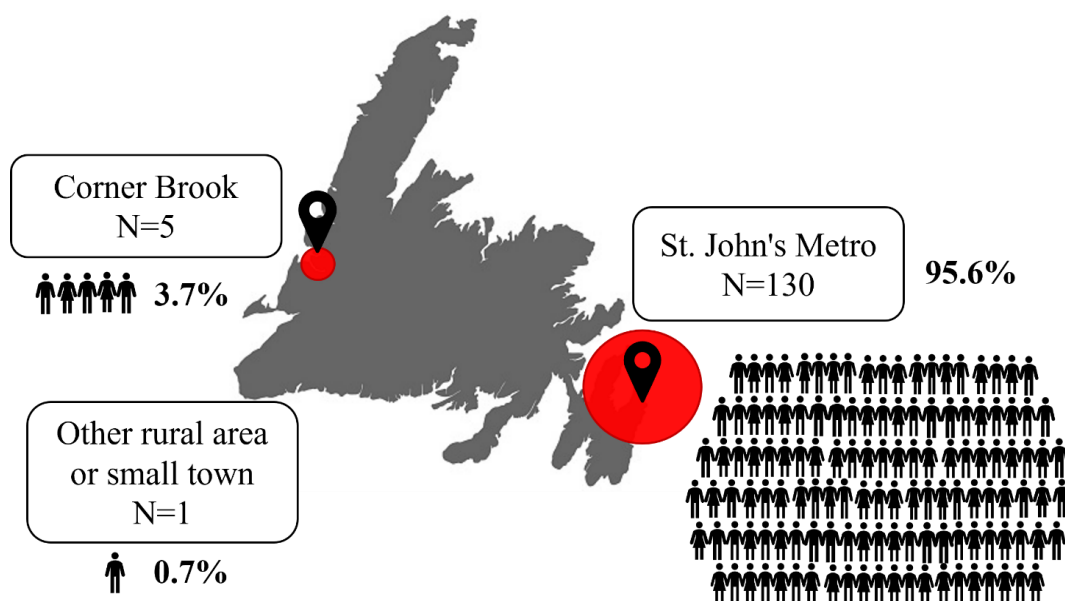 Corner Brook
N=5
3.7%
St. John's Metro
N=130
95.6%
Other rural area
or small town
N=1
0.7%